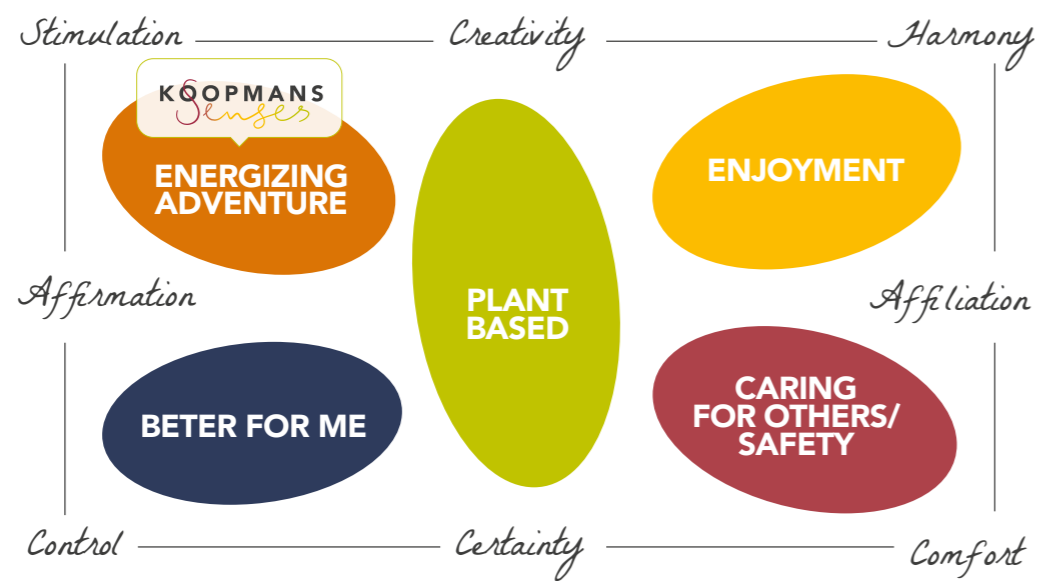 Stimulation
Creativity
Harmony
KOOPMANS
Senses
ENERGIZING
ADVENTURE
ENJOYMENT
Affirmation
PLANT
BASED
Affiliation
BETER FOR ME
CARING
FOR OTHERS/
SAFETY
Control
Certainty
Comfort